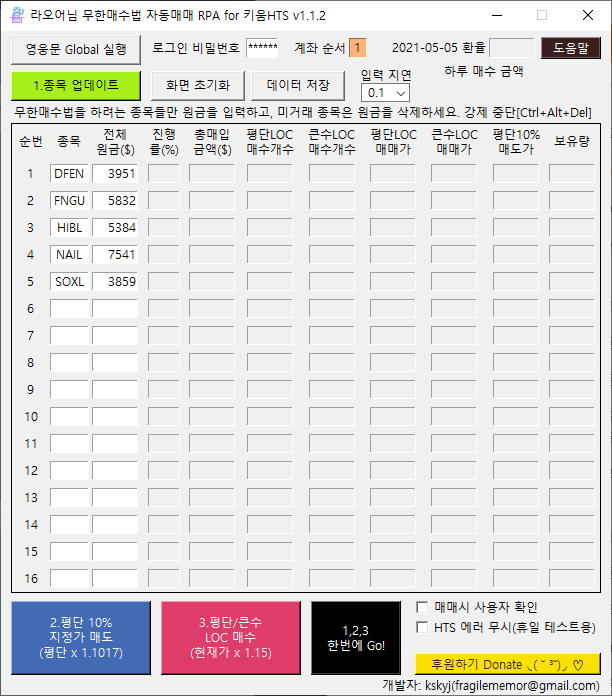 라오어님 무한매수법 자동매매 RPA for 키움HTS v1.1.2
영웅문 Global 실행 로그인 비밀번호 ****** 계좌 순서 1 2021-05-05 환율 도움말
1.종목 업데이트 화면 초기화 데이터 저장 입력 지연 하루 매수 금액
0.1
무한매수법을 하려는 종목들만 원금을 입력하고, 미거래 종목은 원금을 삭제하세요. 강제 중단[Ctrl+Alt+Del]
순번 종목 전체 원금($) 진행률(%) 총매입 금액($) 평단LOC 매수개수 큰수LOC 매수개수 평단LOC 매매가 큰수LOC 매매가 평단10% 매도가 보유량
1 DFEN 3951
2 FNGU 5832
3 HIBL 5384
4 NAIL 7541
5 SOXL 3859
6
7
8
9
10
11
12
13
14
15
16
2.평단 10%
지정가 매도
(평단 x 1.1017)
3.평단/큰수
LOC 매수
(현재가 x 1.15)
1,2,3
한번에 Go!
매매시 사용자 확인
HTS 에러 무시(휴일 테스트용)
후원하기 Donate ◟( ˘ ³˘)◞ ♡
개발자: kskyj(fragilememor@gmail.com)